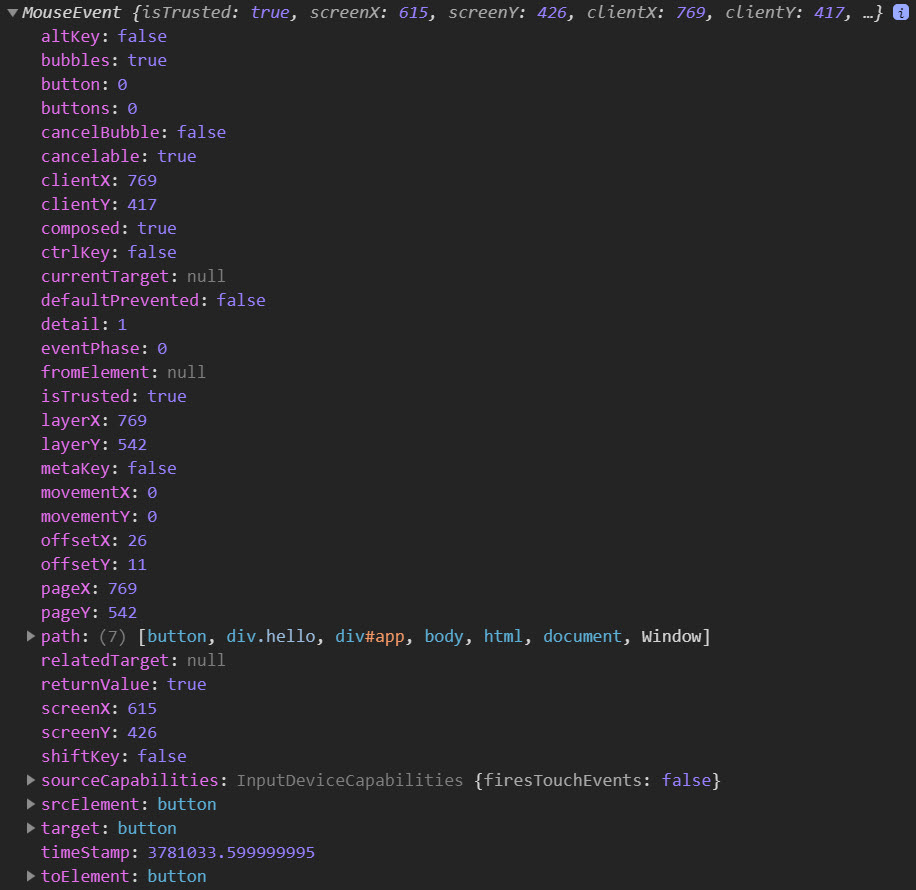 ▼MouseEvent {isTrusted: true, screenX: 615, screenY: 426, clientX: 769, clientY: 417, …} i
altKey: false
bubbles: true
button: 0
buttons: 0
cancelBubble: false
cancelable: true
clientX: 769
clientY: 417
composed: true
ctrlKey: false
currentTarget: null
defaultPrevented: false
detail: 1
eventPhase: 0
fromElement: null
isTrusted: true
layerX: 769
layerY: 542
metaKey: false
movementX: 0
movementY: 0
offsetX: 26
offsetY: 11
pageX: 769
pageY: 542
▶path: (7) [button, div.hello, div#app, body, html, document, Window]
relatedTarget: null
returnValue: true
screenX: 615
screenY: 426
shiftKey: false
▶sourceCapabilities: InputDeviceCapabilities {firesTouchEvents: false}
▶srcElement: button
▶target: button
timeStamp: 3781033.599999995
▶toElement: button